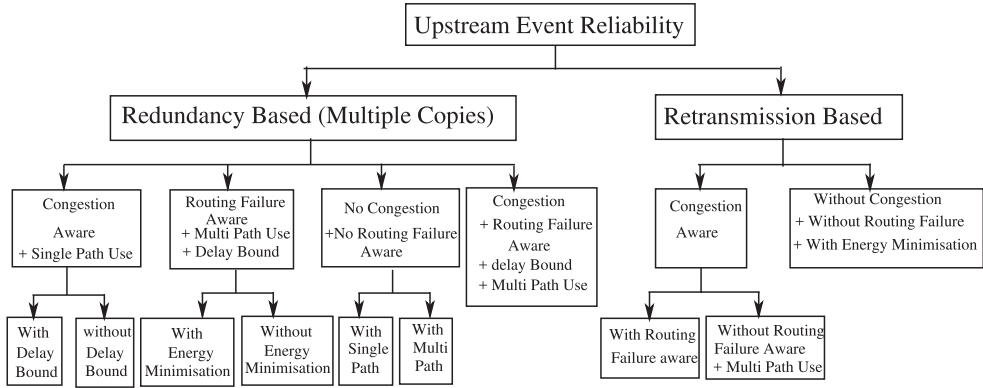 Upstream Event Reliability
Redundancy Based (Multiple Copies)
Retransmission Based
Congestion
Aware
+ Single Path Use
Routing Failure
Aware
+ Multi Path Use
+ Delay Bound
No Congestion
+No Routing Failure
Aware
Congestion
+ Routing Failure
Aware
+ delay Bound
+ Multi Path Use
Congestion
Aware
Without Congestion
+ Without Routing Failure
+ With Energy Minimisation
With
Delay
Bound
without
Delay
Bound
With
Energy
Minimisation
Without
Energy
Minimisation
With
Single
Path
With
Multi
Path
With Routing
Failure aware
Without Routing
Failure Aware
+ Multi Path Use